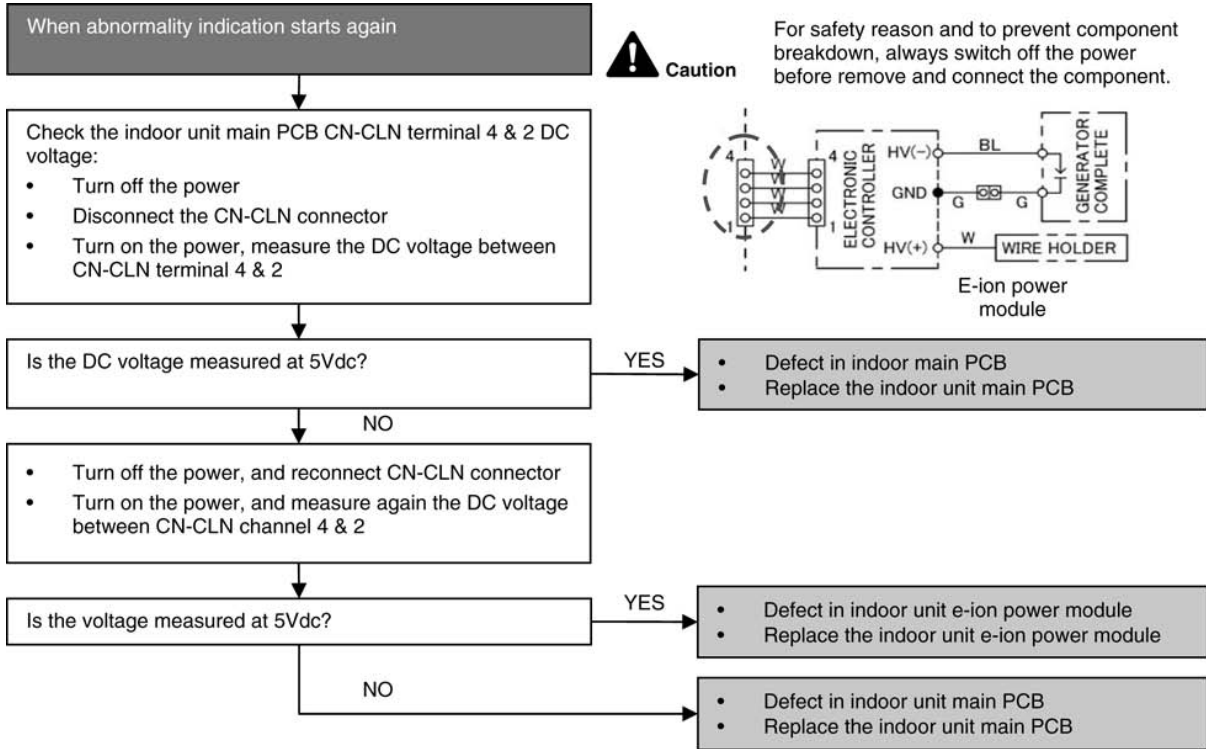 When abnormality indication starts again
Caution
For safety reason and to prevent component
breakdown, always switch off the power
before remove and connect the component.
Check the indoor unit main PCB CN-CLN terminal 4 & 2 DC
voltage:
• Turn off the power
• Disconnect the CN-CLN connector
• Turn on the power, measure the DC voltage between
CN-CLN terminal 4 & 2
4
1
W
W
W
W
4
1
ELECTRONIC
CONTROLLER
HV(-)
BL
GND
G
G
HV(+)
W
GENERATOR
COMPLETE
WIRE HOLDER
E-ion power
module
Is the DC voltage measured at 5Vdc?
YES
• Defect in indoor main PCB
• Replace the indoor unit main PCB
NO
• Turn off the power, and reconnect CN-CLN connector
• Turn on the power, and measure again the DC voltage
between CN-CLN channel 4 & 2
Is the voltage measured at 5Vdc?
YES
• Defect in indoor unit e-ion power module
• Replace the indoor unit e-ion power module
NO
• Defect in indoor unit main PCB
• Replace the indoor unit main PCB